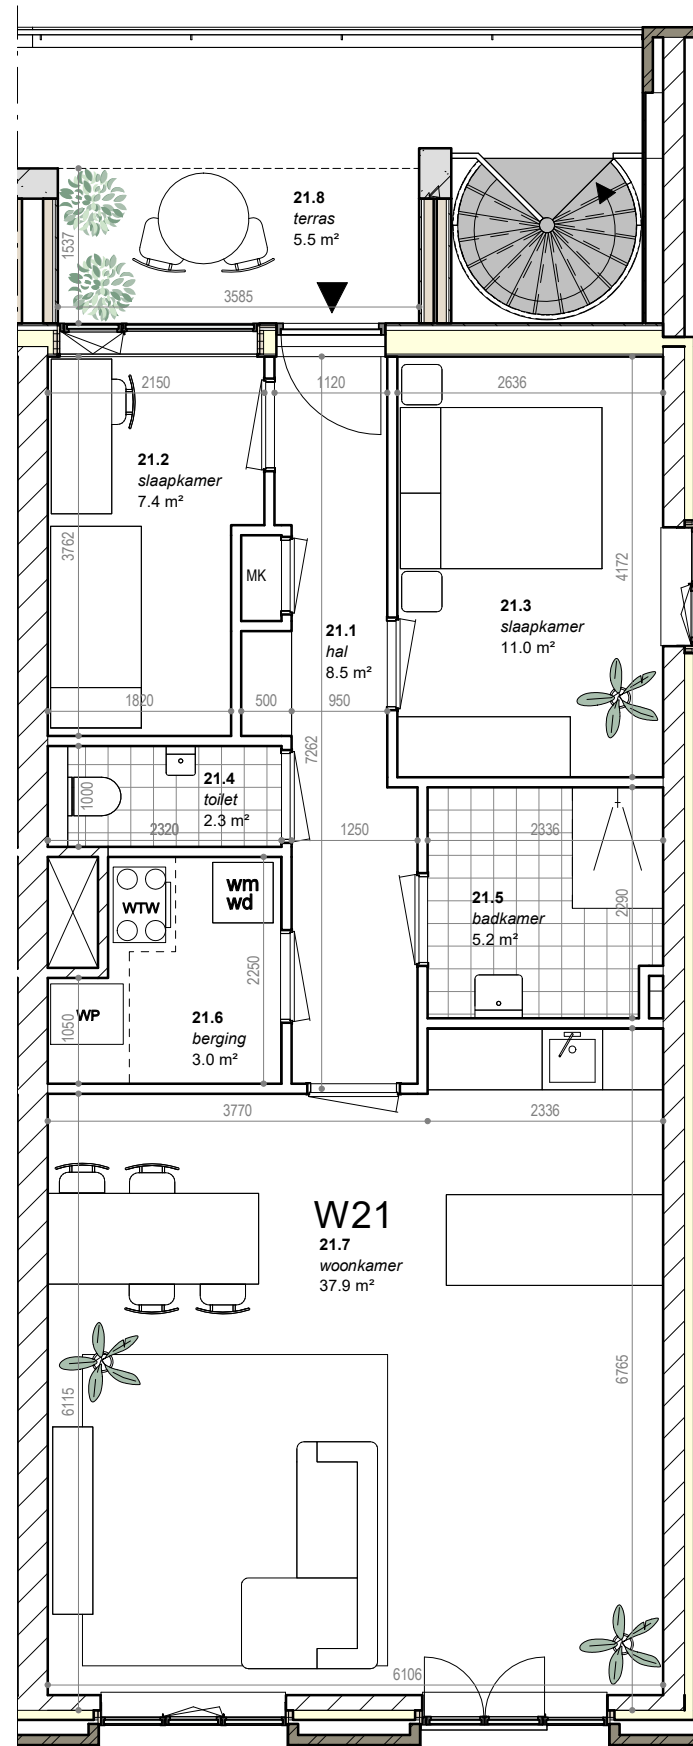 21.8
terras
5.5 m²
1537
3585
2150
1120
2636
21.2
slaapkamer
7.4 m²
3762
4172
MK
21.3
slaapkamer
11.0 m²
21.1
hal
8.5 m²
1820
500
950
7262
21.4
toilet
2.3 m²
1000
2320
1250
2336
wm
wd
WTW
21.5
badkamer
5.2 m²
2290
2250
WP
1050
21.6
berging
3.0 m²
3770
2336
W21
21.7
woonkamer
37.9 m²
6115
6765
6106